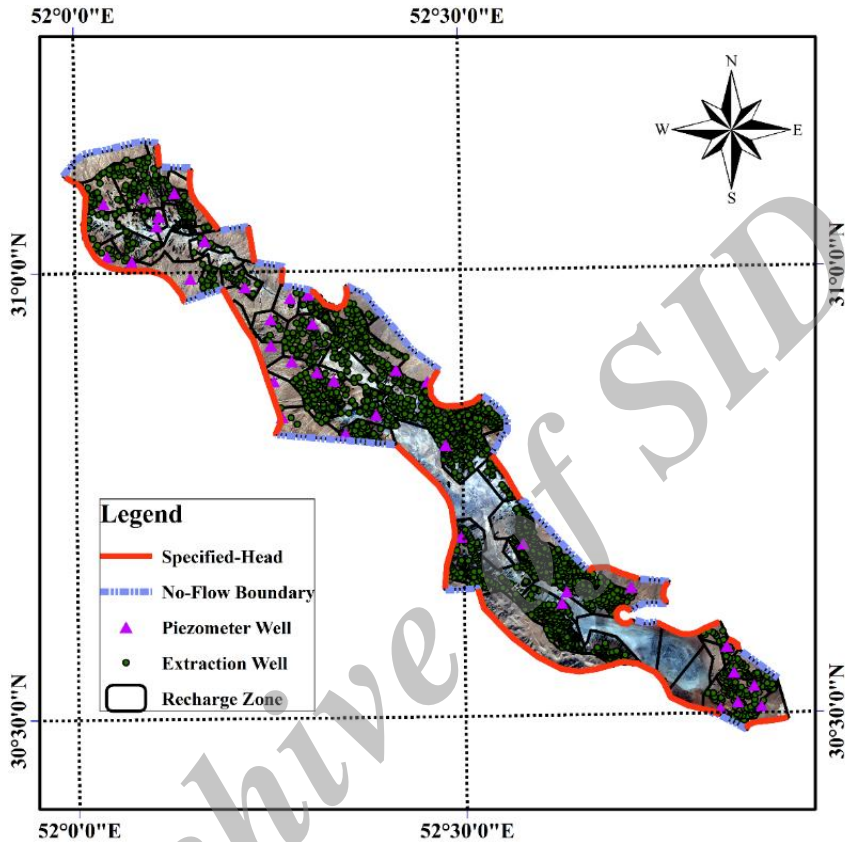 52°0'0"E 52°30'0"E
N
W E
S
31°0'0"N 31°0'0"N
Legend
Specified-Head
No-Flow Boundary
Piezometer Well
Extraction Well
Recharge Zone
30°30'0"N 30°30'0"N
52°0'0"E 52°30'0"E
chive of SID